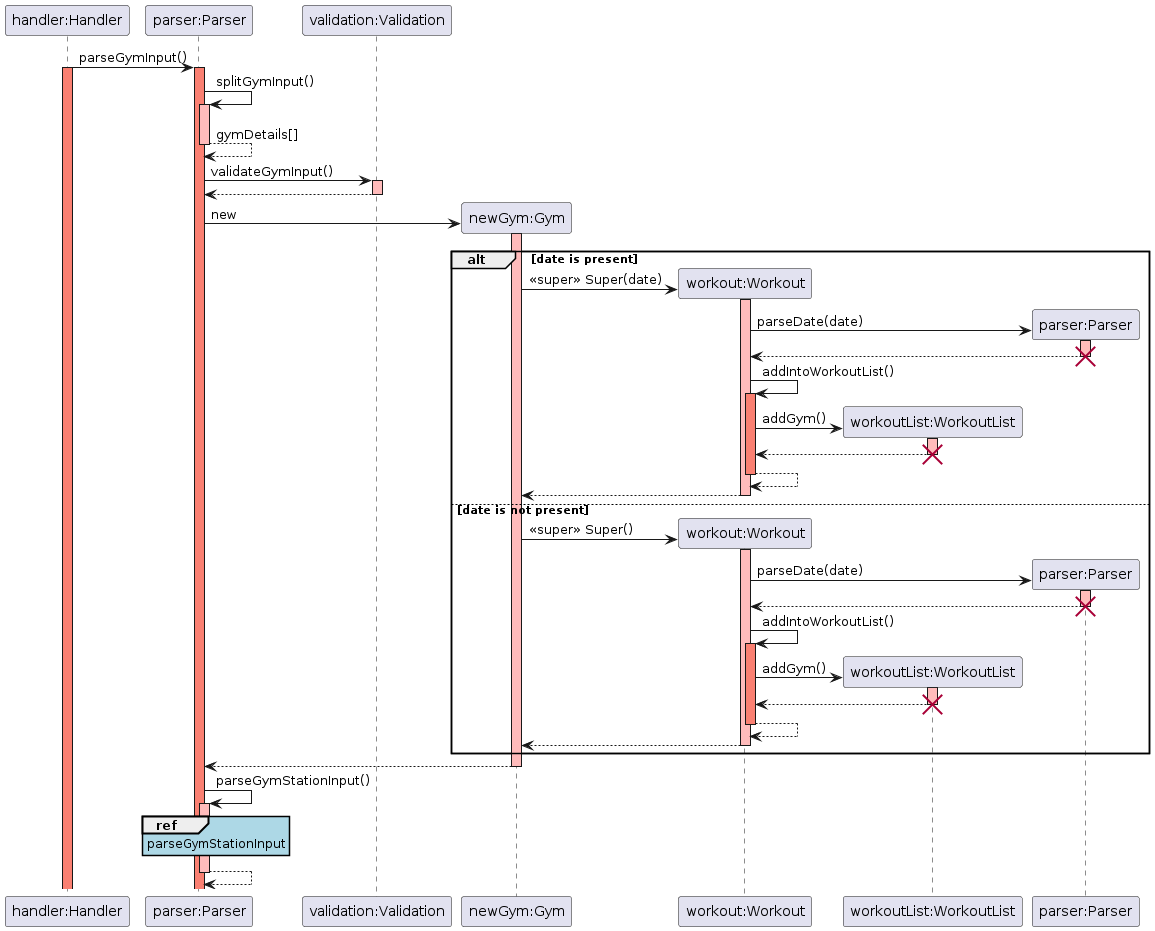 handler:Handler parser:Parser validation:Validation
parseGymInput()
splitGymInput()
gymDetails[]
validateGymInput()
new
newGym:Gym
alt [date is present]
«super» Super(date)
workout:Workout
parseDate(date)
parser:Parser
addIntoWorkoutList()
addGym()
workoutList:WorkoutList
[date is not present]
«super» Super()
workout:Workout
parseDate(date)
parser:Parser
addIntoWorkoutList()
addGym()
workoutList:WorkoutList
parseGymStationInput()
ref
parseGymStationInput
handler:Handler parser:Parser validation:Validation newGym:Gym workout:Workout workoutList:WorkoutList parser:Parser